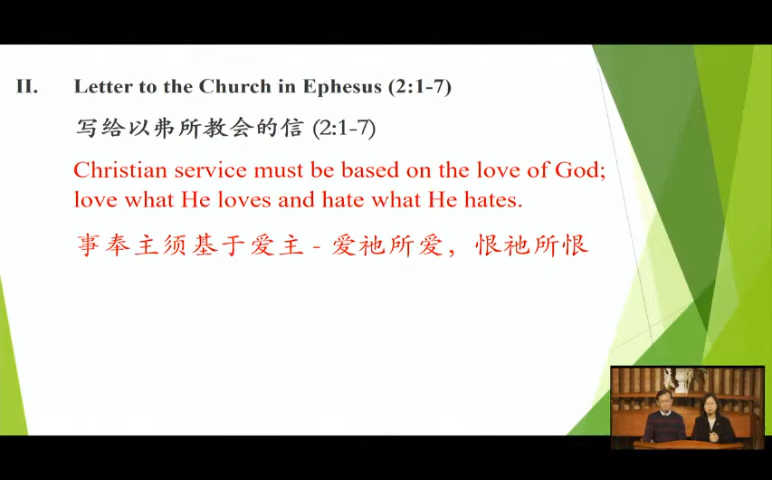 II. Letter to the Church in Ephesus (2:1-7)
写给以弗所教会的信 (2:1-7)
Christian service must be based on the love of God;
love what He loves and hate what He hates.
事奉主须基于爱主 - 爱祂所爱，恨祂所恨